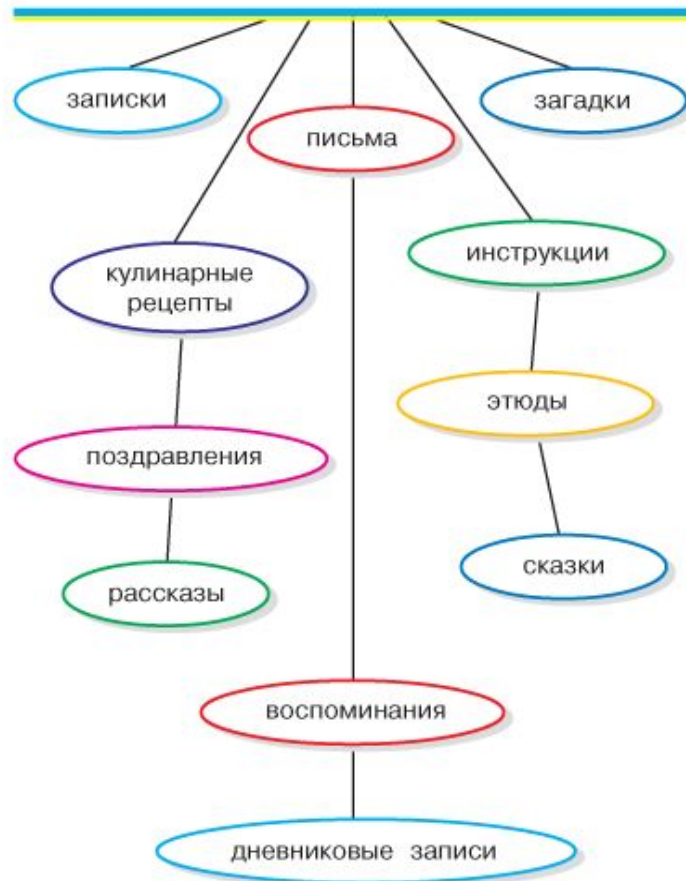 записки
загадки
письма
кулинарные
рецепты
инструкции
этюды
поздравления
сказки
рассказы
воспоминания
дневниковые записи